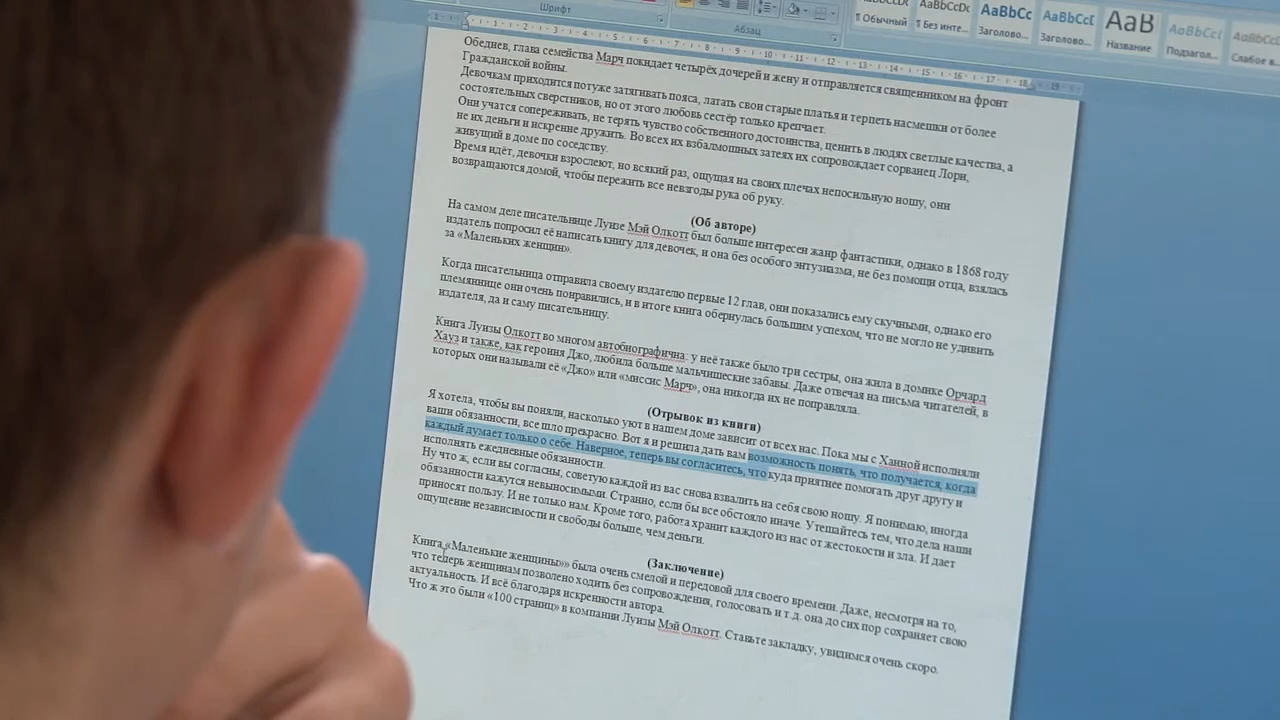 Шрифт
Абзац
¶ Обычный
¶ Без инте...
Заголово...
Заголово...
Название
Подзагол...
Слабое в...
Обеднев, глава семейства Марч покидает четырёх дочерей и жену и отправляется священником на фронт
Гражданской войны.
Девочкам приходится потуже затягивать пояса, латать свои старые платья и терпеть насмешки от более
состоятельных сверстников, но от этого любовь сестёр только крепчает.
Они учатся сопереживать, не терять чувство собственного достоинства, ценить в людях светлые качества, а
не их деньги и искренне дружить. Во всех их взбалмошных затеях их сопровождает сорванец Лори,
живущий в доме по соседству.
Время идёт, девочки взрослеют, но всякий раз, ощущая на своих плечах непосильную ношу, они
возвращаются домой, чтобы пережить все невзгоды рука об руку.
(Об авторе)
На самом деле писательнице Луизе Мэй Олкотт был больше интересен жанр фантастики, однако в 1868 году
издатель попросил её написать книгу для девочек, и она без особого энтузиазма, не без помощи отца, взялась
за «Маленьких женщин».
Когда писательница отправила своему издателю первые 12 глав, они показались ему скучными, однако его
племяннице они очень понравились, и в итоге книга обернулась большим успехом, что не могло не удивить
издателя, да и саму писательницу.
Книга Луизы Олкотт во многом автобиографична: у неё также было три сестры, она жила в домике Орчард
Хауз и также, как героиня Джо, любила больше мальчишеские забавы. Даже отвечая на письма читателей, в
которых они называли её «Джо» или «миссис Марч», она никогда их не поправляла.
(Отрывок из книги)
Я хотела, чтобы вы поняли, насколько уют в нашем доме зависит от всех нас. Пока мы с Ханной исполняли
ваши обязанности, все шло прекрасно. Вот я и решила дать вам возможность понять, что получается, когда
каждый думает только о себе. Наверное, теперь вы согласитесь, что куда приятнее помогать друг другу и
исполнять ежедневные обязанности.
Ну что ж, если вы согласны, советую каждой из вас снова взвалить на себя свою ношу. Я понимаю, иногда
обязанности кажутся невыносимыми. Странно, если бы все обстояло иначе. Утешайтесь тем, что дела наши
приносят пользу. И не только нам. Кроме того, работа хранит каждого из нас от жестокости и зла. И дает
ощущение независимости и свободы больше, чем деньги.
(Заключение)
Книга «Маленькие женщины»» была очень смелой и передовой для своего времени. Даже, несмотря на то,
что теперь женщинам позволено ходить без сопровождения, голосовать и т.д. она до сих пор сохраняет свою
актуальность. И всё благодаря искренности автора.
Что ж это были «100 страниц» в компании Луизы Мэй Олкотт. Ставьте закладку, увидимся очень скоро.